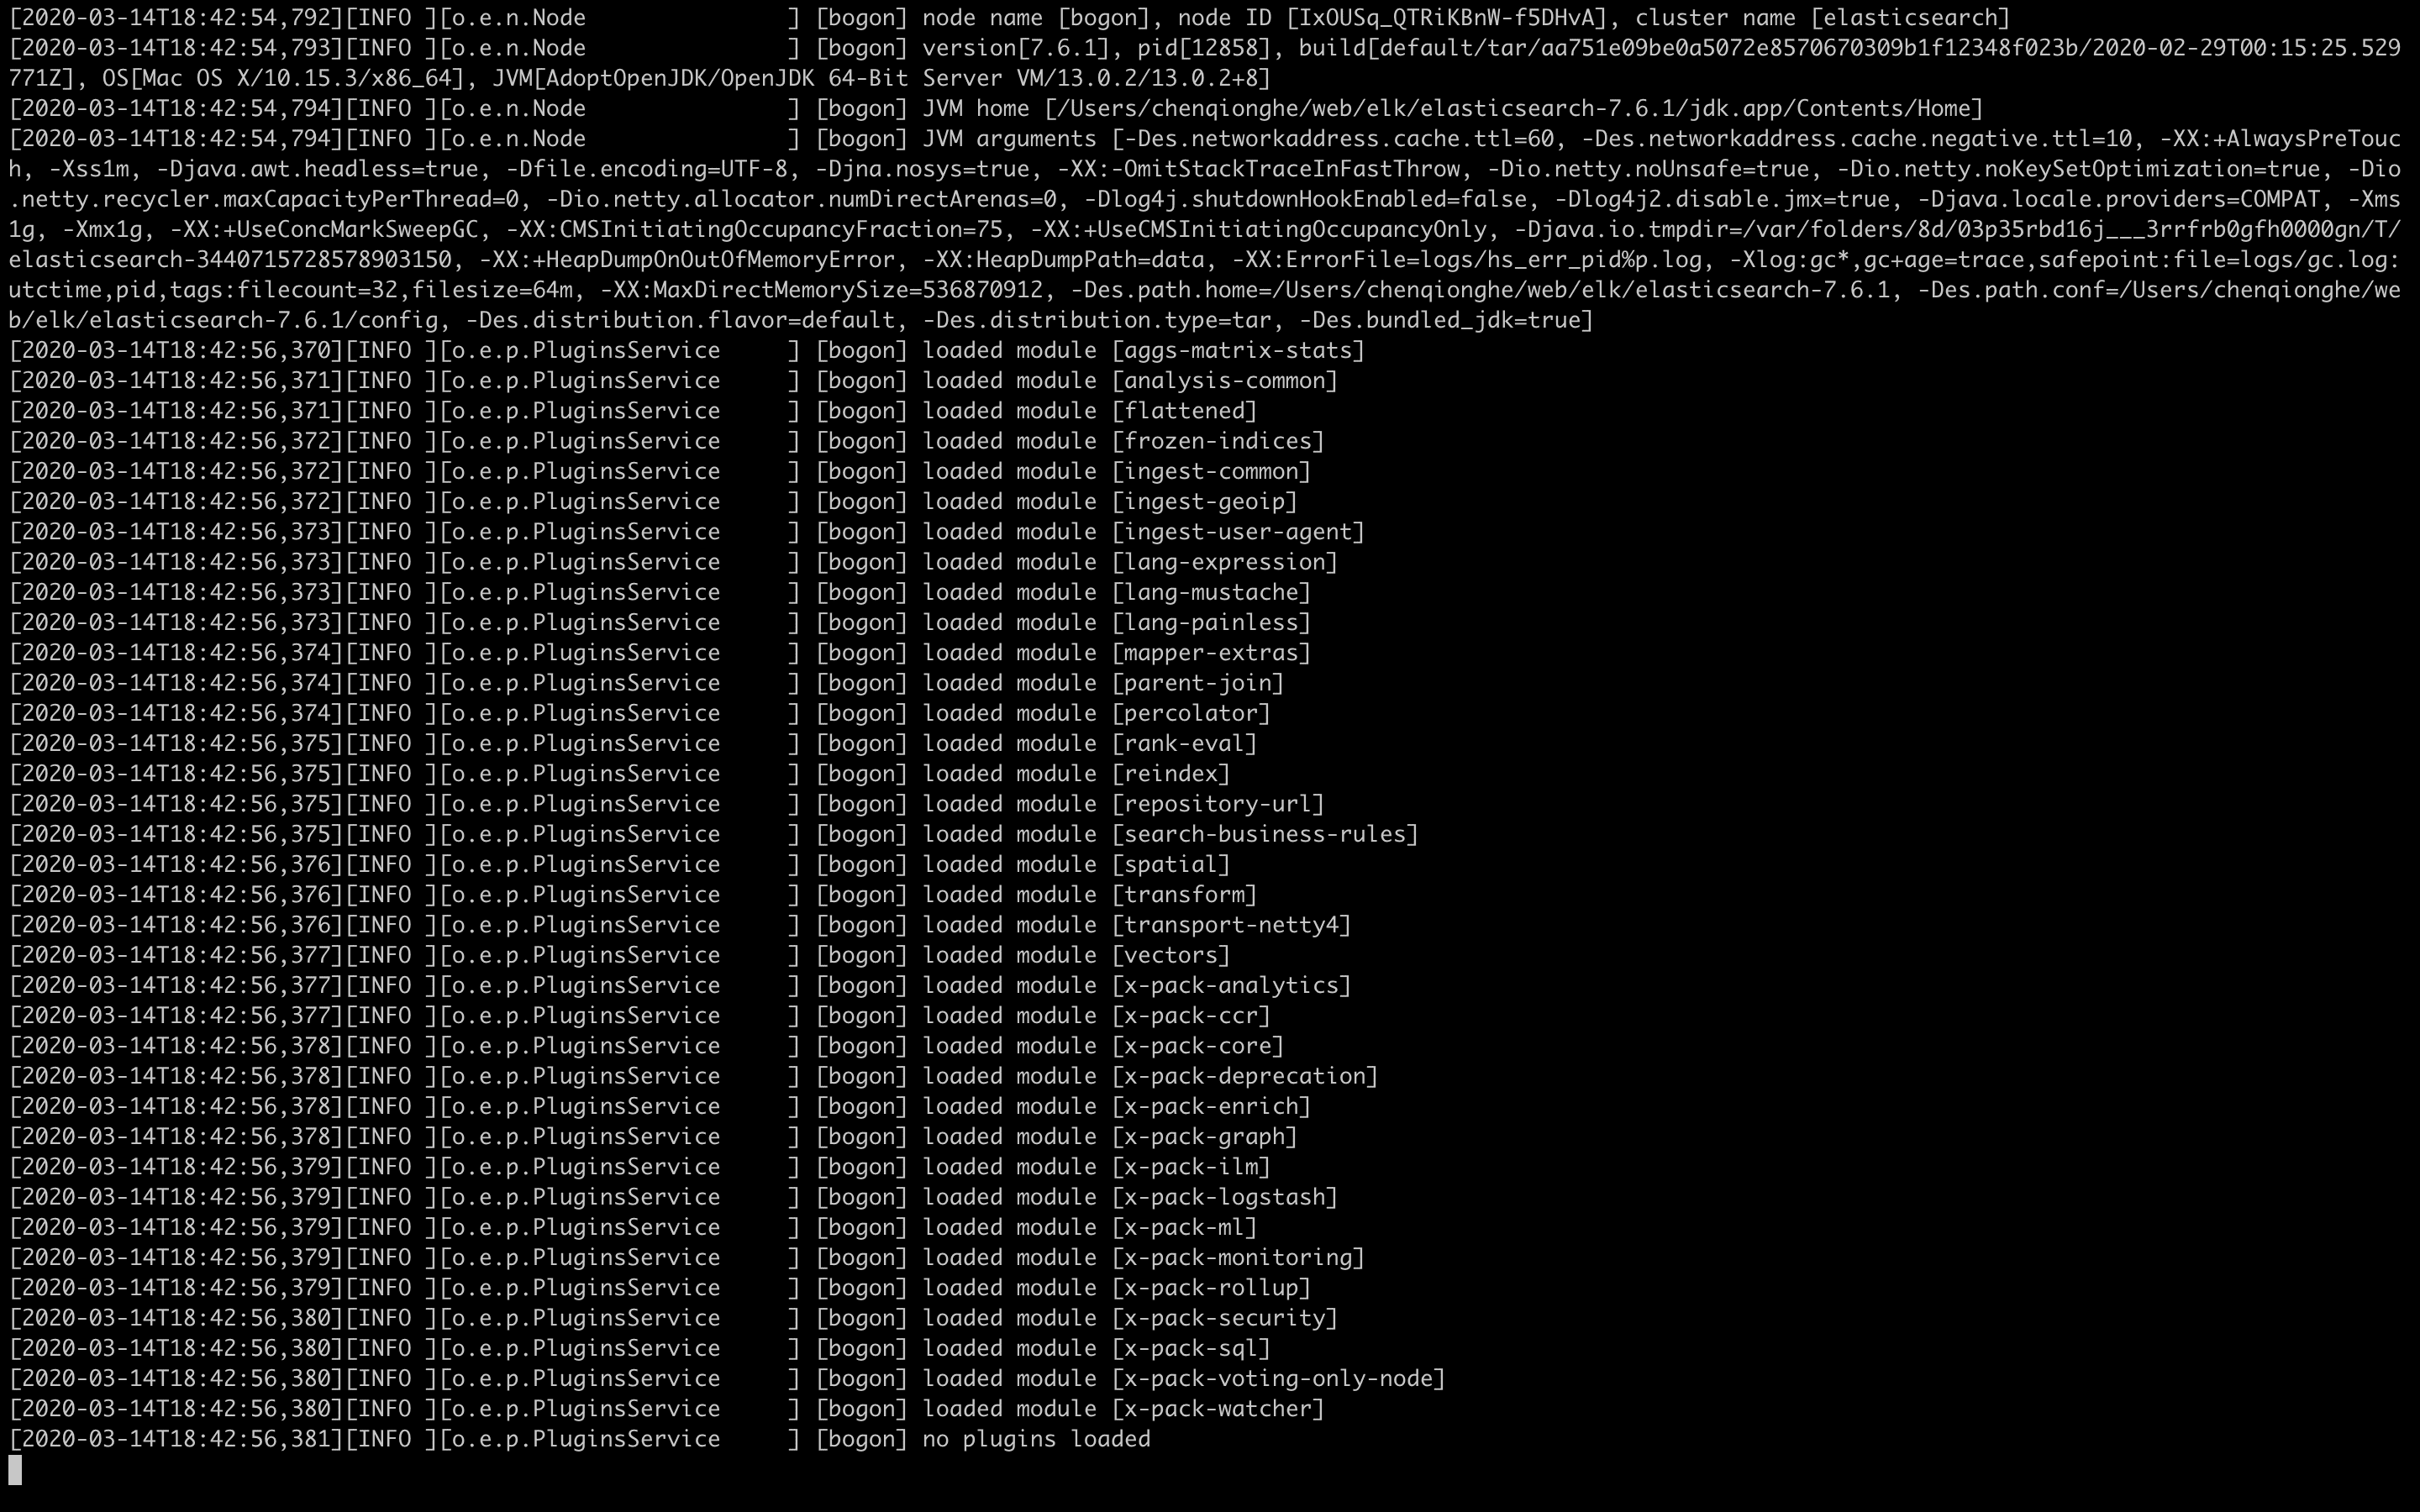 [2020-03-14T18:42:54,792][INFO ][o.e.n.Node               ] [bogon] node name [bogon], node ID [IxOUSq_QTRiKBnW-f5DHvA], cluster name [elasticsearch]
[2020-03-14T18:42:54,793][INFO ][o.e.n.Node               ] [bogon] version[7.6.1], pid[12858], build[default/tar/aa751e09be0a5072e8570670309b1f12348f023b/2020-02-29T00:15:25.529
771Z], OS[Mac OS X/10.15.3/x86_64], JVM[AdoptOpenJDK/OpenJDK 64-Bit Server VM/13.0.2/13.0.2+8]
[2020-03-14T18:42:54,794][INFO ][o.e.n.Node               ] [bogon] JVM home [/Users/chenqionghe/web/elk/elasticsearch-7.6.1/jdk.app/Contents/Home]
[2020-03-14T18:42:54,794][INFO ][o.e.n.Node               ] [bogon] JVM arguments [-Des.networkaddress.cache.ttl=60, -Des.networkaddress.cache.negative.ttl=10, -XX:+AlwaysPreTouc
h, -Xss1m, -Djava.awt.headless=true, -Dfile.encoding=UTF-8, -Djna.nosys=true, -XX:-OmitStackTraceInFastThrow, -Dio.netty.noUnsafe=true, -Dio.netty.noKeySetOptimization=true, -Dio
.netty.recycler.maxCapacityPerThread=0, -Dio.netty.allocator.numDirectArenas=0, -Dlog4j.shutdownHookEnabled=false, -Dlog4j2.disable.jmx=true, -Djava.locale.providers=COMPAT, -Xms
1g, -Xmx1g, -XX:+UseConcMarkSweepGC, -XX:CMSInitiatingOccupancyFraction=75, -XX:+UseCMSInitiatingOccupancyOnly, -Djava.io.tmpdir=/var/folders/8d/03p35rbd16j___3rrfrb0gfh0000gn/T/
elasticsearch-3440715728578903150, -XX:+HeapDumpOnOutOfMemoryError, -XX:HeapDumpPath=data, -XX:ErrorFile=logs/hs_err_pid%p.log, -Xlog:gc*,gc+age=trace,safepoint:file=logs/gc.log:
utctime,pid,tags:filecount=32,filesize=64m, -XX:MaxDirectMemorySize=536870912, -Des.path.home=/Users/chenqionghe/web/elk/elasticsearch-7.6.1, -Des.path.conf=/Users/chenqionghe/we
b/elk/elasticsearch-7.6.1/config, -Des.distribution.flavor=default, -Des.distribution.type=tar, -Des.bundled_jdk=true]
[2020-03-14T18:42:56,370][INFO ][o.e.p.PluginsService     ] [bogon] loaded module [aggs-matrix-stats]
[2020-03-14T18:42:56,371][INFO ][o.e.p.PluginsService     ] [bogon] loaded module [analysis-common]
[2020-03-14T18:42:56,371][INFO ][o.e.p.PluginsService     ] [bogon] loaded module [flattened]
[2020-03-14T18:42:56,372][INFO ][o.e.p.PluginsService     ] [bogon] loaded module [frozen-indices]
[2020-03-14T18:42:56,372][INFO ][o.e.p.PluginsService     ] [bogon] loaded module [ingest-common]
[2020-03-14T18:42:56,372][INFO ][o.e.p.PluginsService     ] [bogon] loaded module [ingest-geoip]
[2020-03-14T18:42:56,373][INFO ][o.e.p.PluginsService     ] [bogon] loaded module [ingest-user-agent]
[2020-03-14T18:42:56,373][INFO ][o.e.p.PluginsService     ] [bogon] loaded module [lang-expression]
[2020-03-14T18:42:56,373][INFO ][o.e.p.PluginsService     ] [bogon] loaded module [lang-mustache]
[2020-03-14T18:42:56,373][INFO ][o.e.p.PluginsService     ] [bogon] loaded module [lang-painless]
[2020-03-14T18:42:56,374][INFO ][o.e.p.PluginsService     ] [bogon] loaded module [mapper-extras]
[2020-03-14T18:42:56,374][INFO ][o.e.p.PluginsService     ] [bogon] loaded module [parent-join]
[2020-03-14T18:42:56,374][INFO ][o.e.p.PluginsService     ] [bogon] loaded module [percolator]
[2020-03-14T18:42:56,375][INFO ][o.e.p.PluginsService     ] [bogon] loaded module [rank-eval]
[2020-03-14T18:42:56,375][INFO ][o.e.p.PluginsService     ] [bogon] loaded module [reindex]
[2020-03-14T18:42:56,375][INFO ][o.e.p.PluginsService     ] [bogon] loaded module [repository-url]
[2020-03-14T18:42:56,375][INFO ][o.e.p.PluginsService     ] [bogon] loaded module [search-business-rules]
[2020-03-14T18:42:56,376][INFO ][o.e.p.PluginsService     ] [bogon] loaded module [spatial]
[2020-03-14T18:42:56,376][INFO ][o.e.p.PluginsService     ] [bogon] loaded module [transform]
[2020-03-14T18:42:56,376][INFO ][o.e.p.PluginsService     ] [bogon] loaded module [transport-netty4]
[2020-03-14T18:42:56,377][INFO ][o.e.p.PluginsService     ] [bogon] loaded module [vectors]
[2020-03-14T18:42:56,377][INFO ][o.e.p.PluginsService     ] [bogon] loaded module [x-pack-analytics]
[2020-03-14T18:42:56,377][INFO ][o.e.p.PluginsService     ] [bogon] loaded module [x-pack-ccr]
[2020-03-14T18:42:56,378][INFO ][o.e.p.PluginsService     ] [bogon] loaded module [x-pack-core]
[2020-03-14T18:42:56,378][INFO ][o.e.p.PluginsService     ] [bogon] loaded module [x-pack-deprecation]
[2020-03-14T18:42:56,378][INFO ][o.e.p.PluginsService     ] [bogon] loaded module [x-pack-enrich]
[2020-03-14T18:42:56,378][INFO ][o.e.p.PluginsService     ] [bogon] loaded module [x-pack-graph]
[2020-03-14T18:42:56,379][INFO ][o.e.p.PluginsService     ] [bogon] loaded module [x-pack-ilm]
[2020-03-14T18:42:56,379][INFO ][o.e.p.PluginsService     ] [bogon] loaded module [x-pack-logstash]
[2020-03-14T18:42:56,379][INFO ][o.e.p.PluginsService     ] [bogon] loaded module [x-pack-ml]
[2020-03-14T18:42:56,379][INFO ][o.e.p.PluginsService     ] [bogon] loaded module [x-pack-monitoring]
[2020-03-14T18:42:56,379][INFO ][o.e.p.PluginsService     ] [bogon] loaded module [x-pack-rollup]
[2020-03-14T18:42:56,380][INFO ][o.e.p.PluginsService     ] [bogon] loaded module [x-pack-security]
[2020-03-14T18:42:56,380][INFO ][o.e.p.PluginsService     ] [bogon] loaded module [x-pack-sql]
[2020-03-14T18:42:56,380][INFO ][o.e.p.PluginsService     ] [bogon] loaded module [x-pack-voting-only-node]
[2020-03-14T18:42:56,380][INFO ][o.e.p.PluginsService     ] [bogon] loaded module [x-pack-watcher]
[2020-03-14T18:42:56,381][INFO ][o.e.p.PluginsService     ] [bogon] no plugins loaded